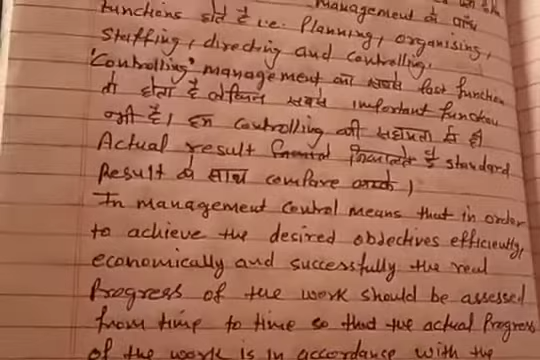 Management के पांच
functions होते हैं i.e. Planning, organising,
staffing, directing and controlling.
'Controlling' management का सबसे last function
तो होता है लेकिन सबसे important function
भी है। हम controlling की सहायता से ही
Actual result निकालते हैं standard
Result के साथ compare करके।
In management control means that in order
to achieve the desired objectives efficiently,
economically and successfully the real
Progress of the work should be assessed
from time to time so that the actual Progress
of the work is in accordance with the